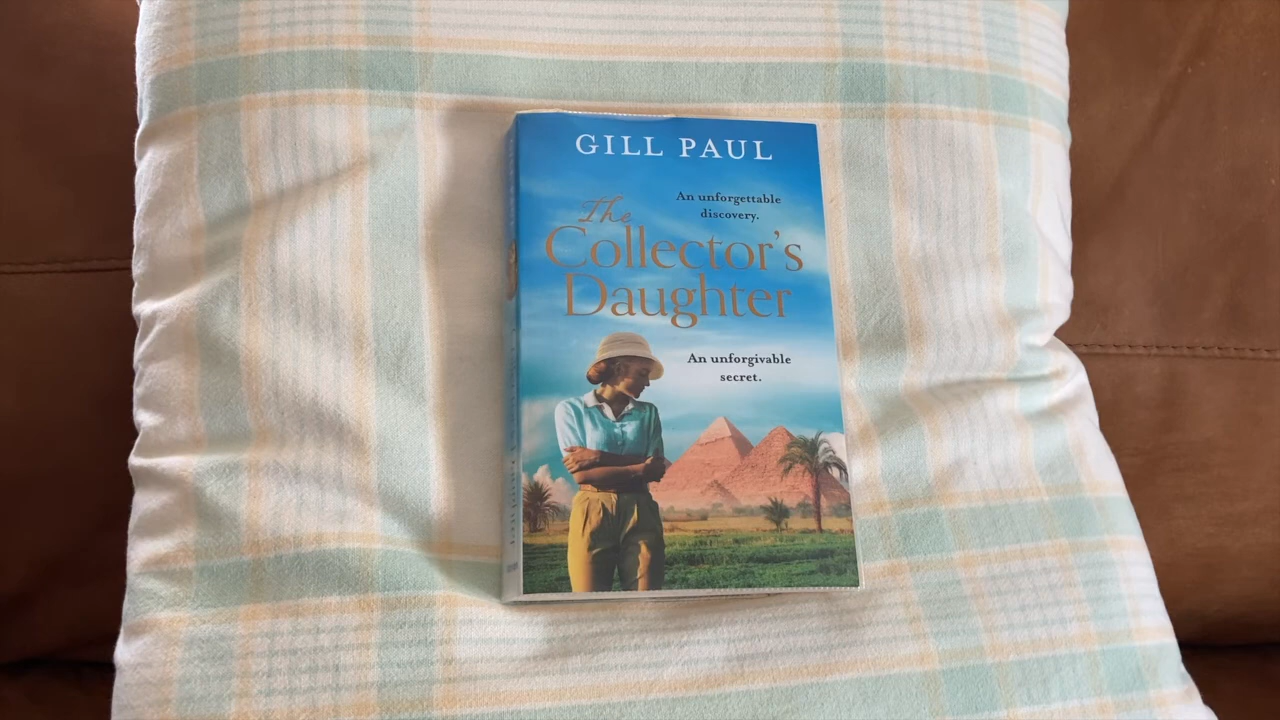 GILL PAUL
An unforgettable
discovery.
The
Collector's
Daughter
An unforgivable
secret.